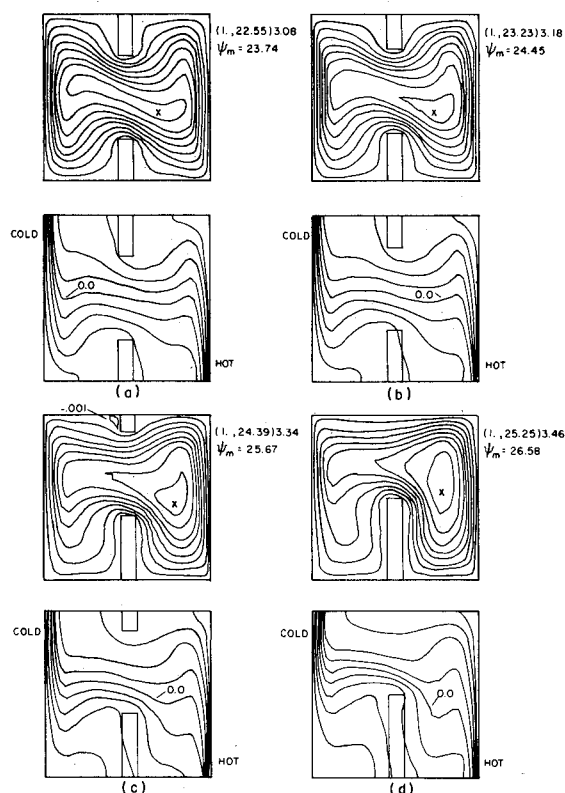 (1.,22.55)3.08
ψm = 23.74
(1.,23.23)3.18
ψm = 24.45
x
x
COLD
0.0
HOT
0.0
HOT
(a)
(b)
-.001
(1.,24.39)3.34
ψm = 25.67
(1.,25.25)3.46
ψm = 26.58
x
x
COLD
0.0
HOT
COLD
0.0
HOT
(c)
(d)